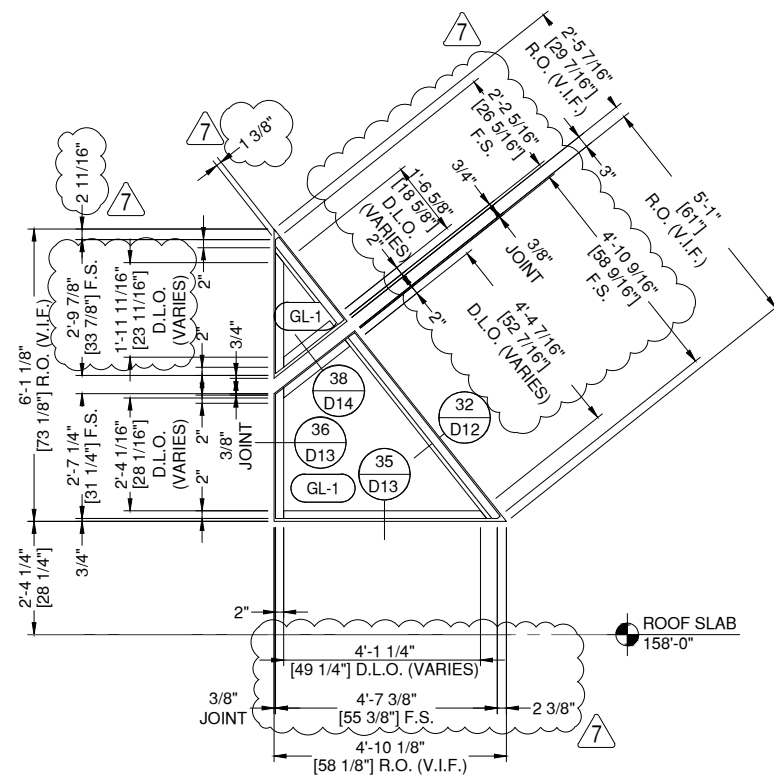 7
2'-5 7/16"
[29 7/16"]
R.O. (V.I.F.)
7
1 3/8"
2'-2 5/16"
[26 5/16"]
F.S.
3/4"
1'-6 5/8"
[18 5/8"]
D.L.O.
(VARIES)
2"
3"
5'-1"
[61"]
R.O. (V.I.F.)
4'-10 9/16"
[58 9/16"]
F.S.
3/8"
JOINT
4'-4 7/16"
[52 7/16"]
D.L.O. (VARIES)
2"
2 11/16"
7
6'-1 1/8"
[73 1/8"] R.O. (V.I.F.)
2'-9 7/8"
[33 7/8"] F.S.
1'-11 11/16"
[23 11/16"]
D.L.O.
(VARIES)
2"
2"
3/4"
GL-1
38
D14
32
D12
36
D13
35
D13
GL-1
2'-7 1/4"
[31 1/4"] F.S.
2'-4 1/16"
[28 1/16"]
D.L.O.
(VARIES)
2"
2"
3/8"
JOINT
2'-4 1/4"
[28 1/4"]
3/4"
2"
ROOF SLAB
158'-0"
4'-1 1/4"
[49 1/4"] D.L.O. (VARIES)
3/8"
JOINT
4'-7 3/8"
[55 3/8"] F.S.
2 3/8"
7
4'-10 1/8"
[58 1/8"] R.O. (V.I.F.)